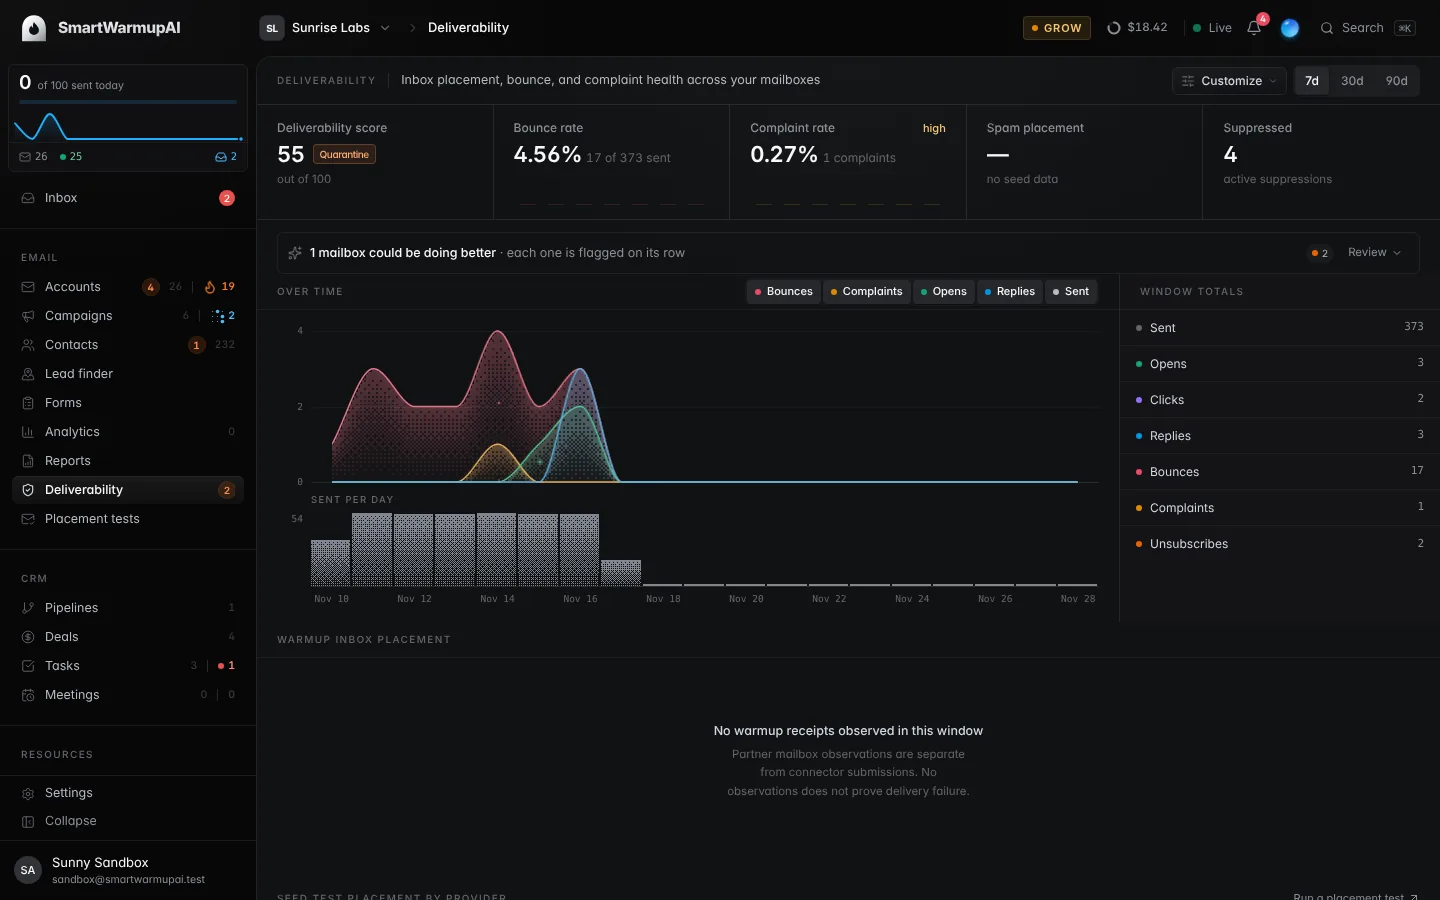 SmartWarmupAI
SL Sunrise Labs Deliverability
GROW $18.42 Live 4 Search ⌘K
0 of 100 sent today
26 25 2
Inbox 2
EMAIL
Accounts 4 26 19
Campaigns 6 2
Contacts 1 232
Lead finder
Forms
Analytics 0
Reports
Deliverability 2
Placement tests
CRM
Pipelines 1
Deals 4
Tasks 3 1
Meetings 0 0
RESOURCES
Settings
Collapse
SA Sunny Sandbox
sandbox@smartwarmupai.test
DELIVERABILITY Inbox placement, bounce, and complaint health across your mailboxes
Customize 7d 30d 90d
Deliverability score
55 Quarantine
out of 100
Bounce rate
4.56% 17 of 373 sent
Complaint rate high
0.27% 1 complaints
Spam placement
—
no seed data
Suppressed
4
active suppressions
1 mailbox could be doing better · each one is flagged on its row 2 Review
OVER TIME
Bounces Complaints Opens Replies Sent
4
2
0
SENT PER DAY
54
Nov 10 Nov 12 Nov 14 Nov 16 Nov 18 Nov 20 Nov 22 Nov 24 Nov 26 Nov 28
WINDOW TOTALS
Sent 373
Opens 3
Clicks 2
Replies 3
Bounces 17
Complaints 1
Unsubscribes 2
WARMUP INBOX PLACEMENT
No warmup receipts observed in this window
Partner mailbox observations are separate
from connector submissions. No
observations does not prove delivery failure.
SEED TEST PLACEMENT BY PROVIDER Run a placement test